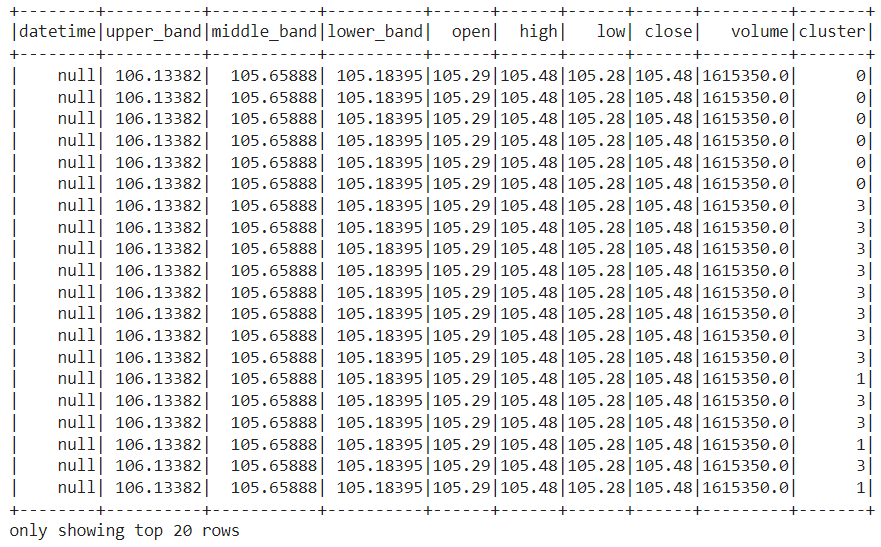 +--------+----------+-----------+----------+------+------+------+------+---------+-------+
|datetime|upper_band|middle_band|lower_band|  open|  high|   low| close|   volume|cluster|
+--------+----------+-----------+----------+------+------+------+------+---------+-------+
|    null| 106.13382|  105.65888| 105.18395|105.29|105.48|105.28|105.48|1615350.0|      0|
|    null| 106.13382|  105.65888| 105.18395|105.29|105.48|105.28|105.48|1615350.0|      0|
|    null| 106.13382|  105.65888| 105.18395|105.29|105.48|105.28|105.48|1615350.0|      0|
|    null| 106.13382|  105.65888| 105.18395|105.29|105.48|105.28|105.48|1615350.0|      0|
|    null| 106.13382|  105.65888| 105.18395|105.29|105.48|105.28|105.48|1615350.0|      0|
|    null| 106.13382|  105.65888| 105.18395|105.29|105.48|105.28|105.48|1615350.0|      0|
|    null| 106.13382|  105.65888| 105.18395|105.29|105.48|105.28|105.48|1615350.0|      3|
|    null| 106.13382|  105.65888| 105.18395|105.29|105.48|105.28|105.48|1615350.0|      3|
|    null| 106.13382|  105.65888| 105.18395|105.29|105.48|105.28|105.48|1615350.0|      3|
|    null| 106.13382|  105.65888| 105.18395|105.29|105.48|105.28|105.48|1615350.0|      3|
|    null| 106.13382|  105.65888| 105.18395|105.29|105.48|105.28|105.48|1615350.0|      3|
|    null| 106.13382|  105.65888| 105.18395|105.29|105.48|105.28|105.48|1615350.0|      3|
|    null| 106.13382|  105.65888| 105.18395|105.29|105.48|105.28|105.48|1615350.0|      3|
|    null| 106.13382|  105.65888| 105.18395|105.29|105.48|105.28|105.48|1615350.0|      3|
|    null| 106.13382|  105.65888| 105.18395|105.29|105.48|105.28|105.48|1615350.0|      1|
|    null| 106.13382|  105.65888| 105.18395|105.29|105.48|105.28|105.48|1615350.0|      3|
|    null| 106.13382|  105.65888| 105.18395|105.29|105.48|105.28|105.48|1615350.0|      3|
|    null| 106.13382|  105.65888| 105.18395|105.29|105.48|105.28|105.48|1615350.0|      1|
|    null| 106.13382|  105.65888| 105.18395|105.29|105.48|105.28|105.48|1615350.0|      3|
|    null| 106.13382|  105.65888| 105.18395|105.29|105.48|105.28|105.48|1615350.0|      1|
+--------+----------+-----------+----------+------+------+------+------+---------+-------+
only showing top 20 rows